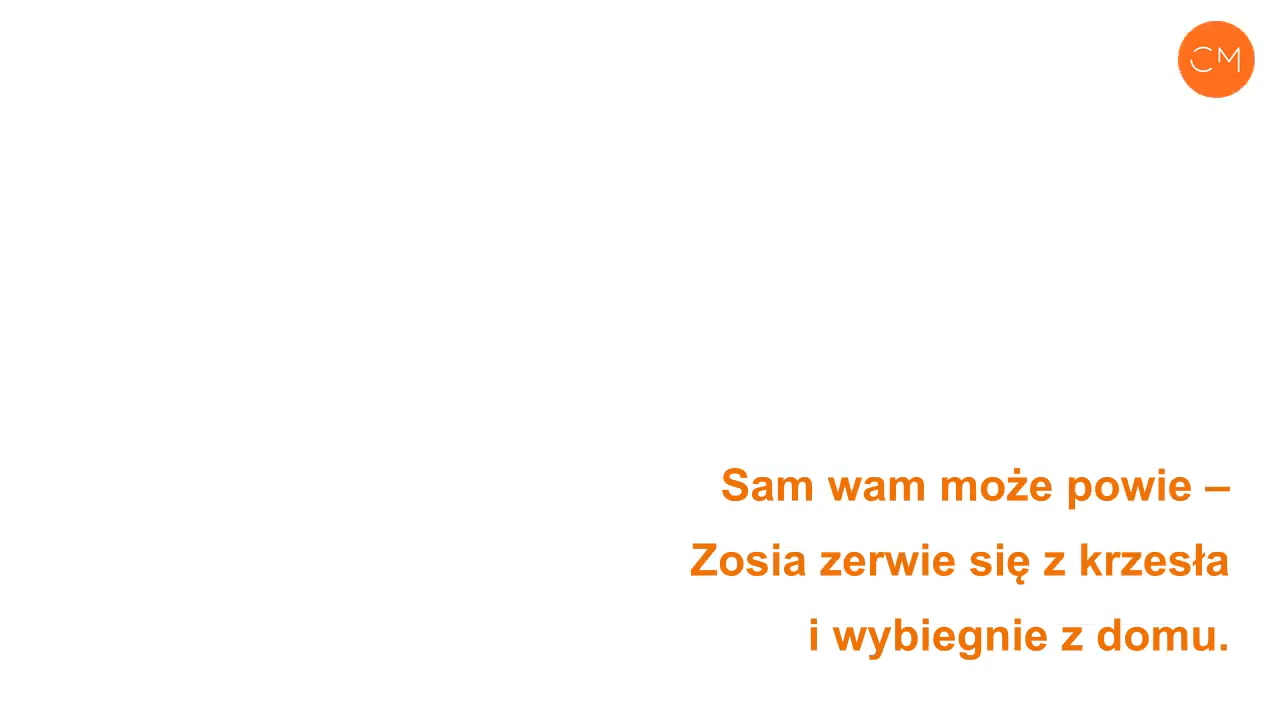 CM
Sam wam może powie –
Zosia zerwie się z krzesła
i wybiegnie z domu.